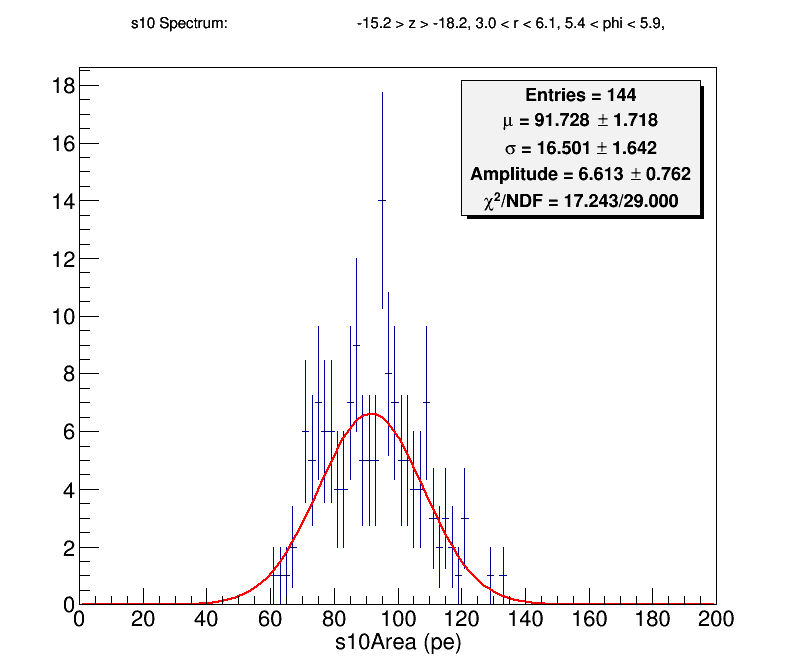 s10 Spectrum: -15.2 > z > -18.2, 3.0 < r < 6.1, 5.4 < phi < 5.9,
Entries = 144
μ = 91.728 ± 1.718
σ = 16.501 ± 1.642
Amplitude = 6.613 ± 0.762
χ²/NDF = 17.243/29.000
18
16
14
12
10
8
6
4
2
0
0 20 40 60 80 100 120 140 160 180 200
s10Area (pe)